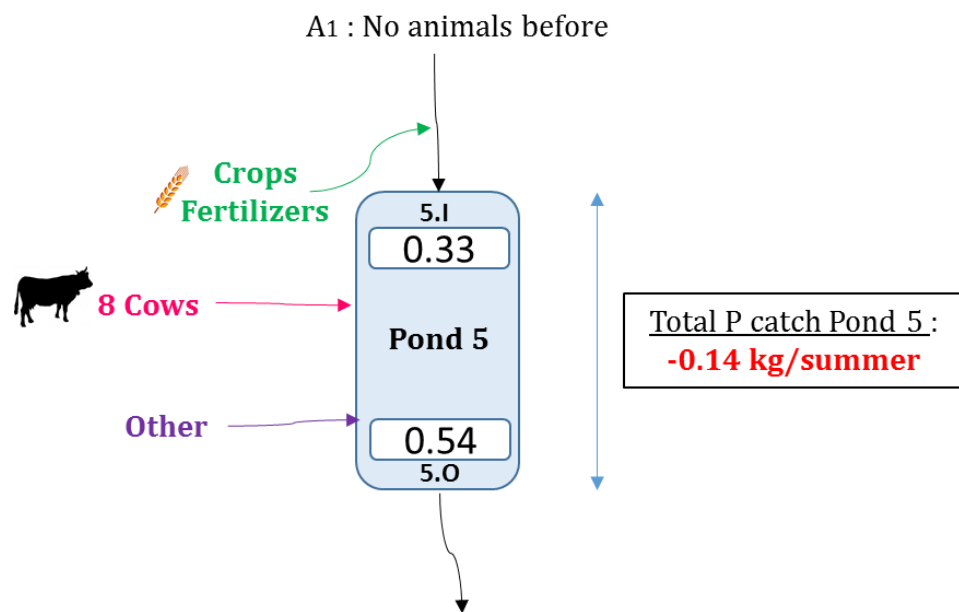 A1 : No animals before
Crops
Fertilizers
5.I
0.33
8 Cows
Pond 5
Total P catch Pond 5 :
-0.14 kg/summer
Other
0.54
5.O